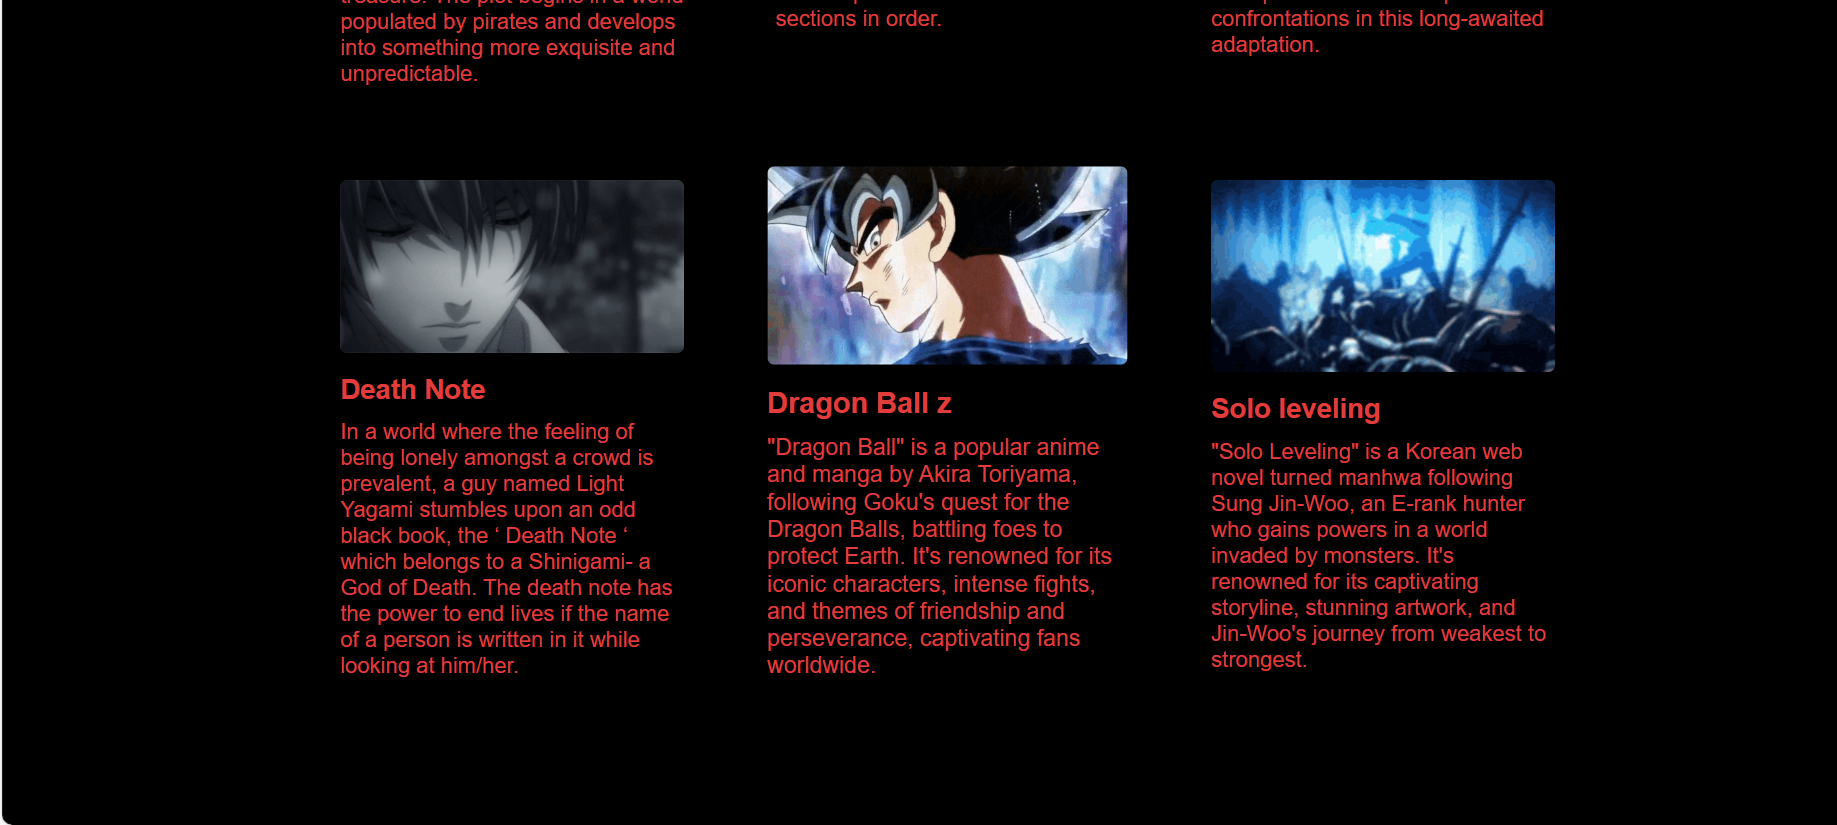 treasure. The plot begins in a world
populated by pirates and develops
into something more exquisite and
unpredictable.
sections in order.
confrontations in this long-awaited
adaptation.
Death Note
In a world where the feeling of
being lonely amongst a crowd is
prevalent, a guy named Light
Yagami stumbles upon an odd
black book, the ‘ Death Note ‘
which belongs to a Shinigami- a
God of Death. The death note has
the power to end lives if the name
of a person is written in it while
looking at him/her.
Dragon Ball z
"Dragon Ball" is a popular anime
and manga by Akira Toriyama,
following Goku's quest for the
Dragon Balls, battling foes to
protect Earth. It's renowned for its
iconic characters, intense fights,
and themes of friendship and
perseverance, captivating fans
worldwide.
Solo leveling
"Solo Leveling" is a Korean web
novel turned manhwa following
Sung Jin-Woo, an E-rank hunter
who gains powers in a world
invaded by monsters. It's
renowned for its captivating
storyline, stunning artwork, and
Jin-Woo's journey from weakest to
strongest.